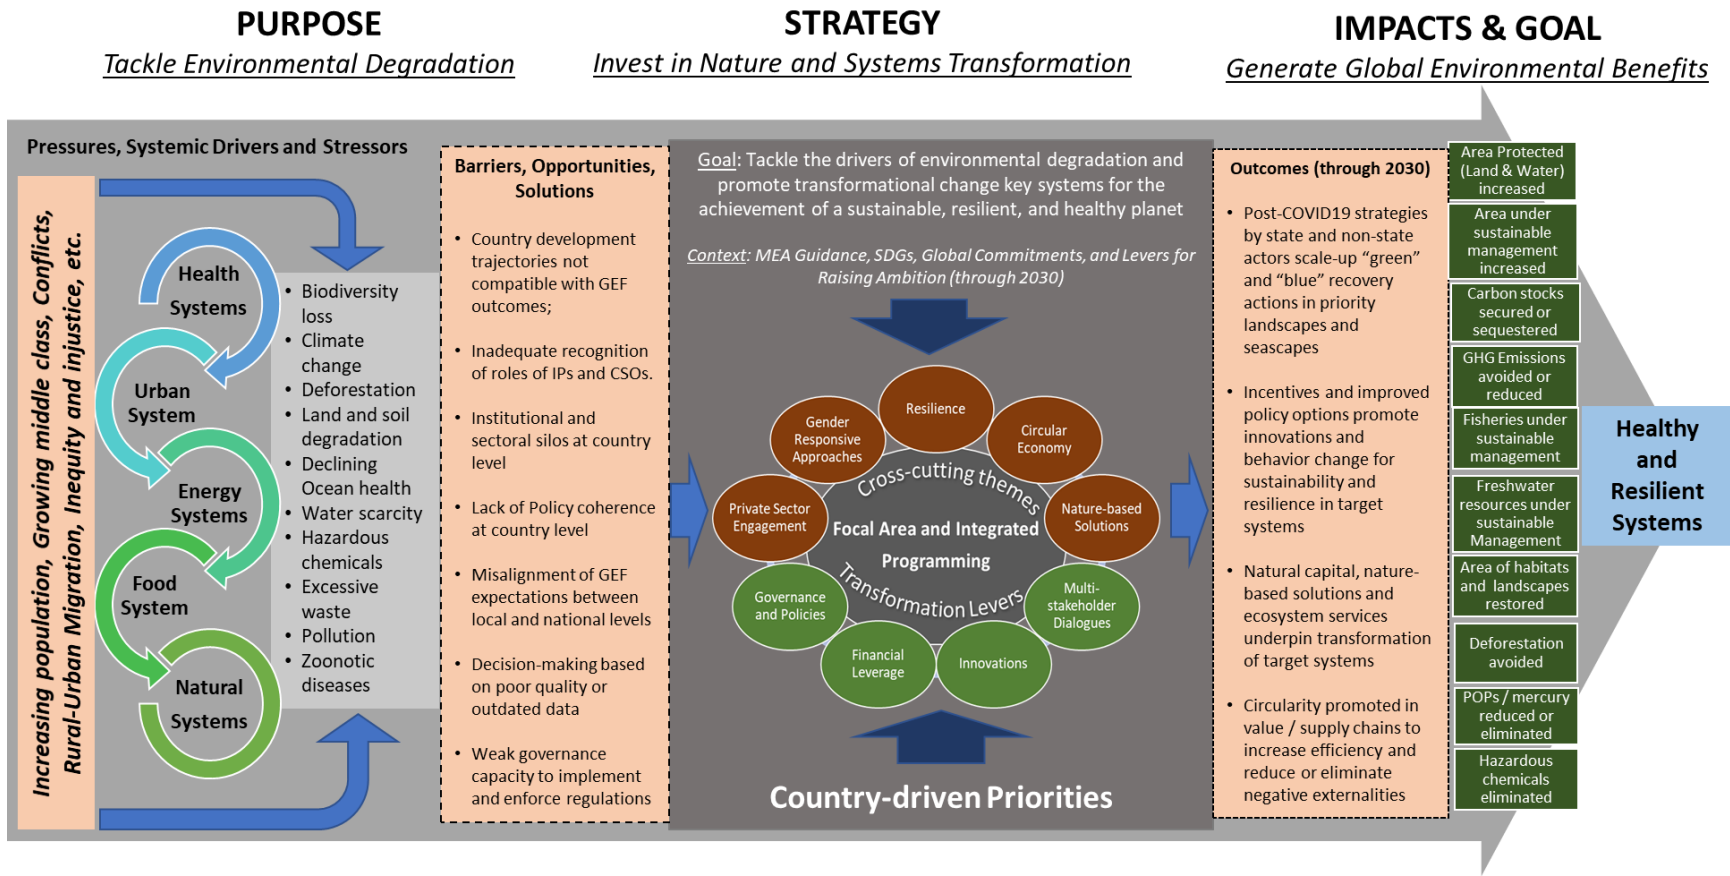 PURPOSE
Tackle Environmental Degradation
STRATEGY
Invest in Nature and Systems Transformation
IMPACTS & GOAL
Generate Global Environmental Benefits
Pressures, Systemic Drivers and Stressors
Increasing population, Growing middle class, Conflicts,
Rural-Urban Migration, Inequity and injustice, etc.
Health
Systems
Urban
System
Energy
Systems
Food
System
Natural
Systems
• Biodiversity
loss
• Climate
change
• Deforestation
• Land and soil
degradation
• Declining
Ocean health
• Water scarcity
• Hazardous
chemicals
• Excessive
waste
• Pollution
• Zoonotic
diseases
Barriers, Opportunities,
Solutions
• Country development
trajectories not
compatible with GEF
outcomes;
• Inadequate recognition
of roles of IPs and CSOs.
• Institutional and
sectoral silos at country
level
• Lack of Policy coherence
at country level
• Misalignment of GEF
expectations between
local and national levels
• Decision-making based
on poor quality or
outdated data
• Weak governance
capacity to implement
and enforce regulations
Goal: Tackle the drivers of environmental degradation and
promote transformational change key systems for the
achievement of a sustainable, resilient, and healthy planet
Context: MEA Guidance, SDGs, Global Commitments, and Levers for
Raising Ambition (through 2030)
Resilience
Gender
Responsive
Approaches
Circular
Economy
Private Sector
Engagement
Nature-based
Solutions
Cross-cutting themes
Focal Area and Integrated
Programming
Transformation Levers
Governance
and Policies
Multi-
stakeholder
Dialogues
Financial
Leverage
Innovations
Country-driven Priorities
Outcomes (through 2030)
• Post-COVID19 strategies
by state and non-state
actors scale-up “green”
and “blue” recovery
actions in priority
landscapes and
seascapes
• Incentives and improved
policy options promote
innovations and
behavior change for
sustainability and
resilience in target
systems
• Natural capital, nature-
based solutions and
ecosystem services
underpin transformation
of target systems
• Circularity promoted in
value / supply chains to
increase efficiency and
reduce or eliminate
negative externalities
Area Protected
(Land & Water)
increased
Area under
sustainable
management
increased
Carbon stocks
secured or
sequestered
GHG Emissions
avoided or
reduced
Fisheries under
sustainable
management
Freshwater
resources under
sustainable
Management
Area of habitats
and landscapes
restored
Deforestation
avoided
POPs / mercury
reduced or
eliminated
Hazardous
chemicals
eliminated
Healthy
and
Resilient
Systems